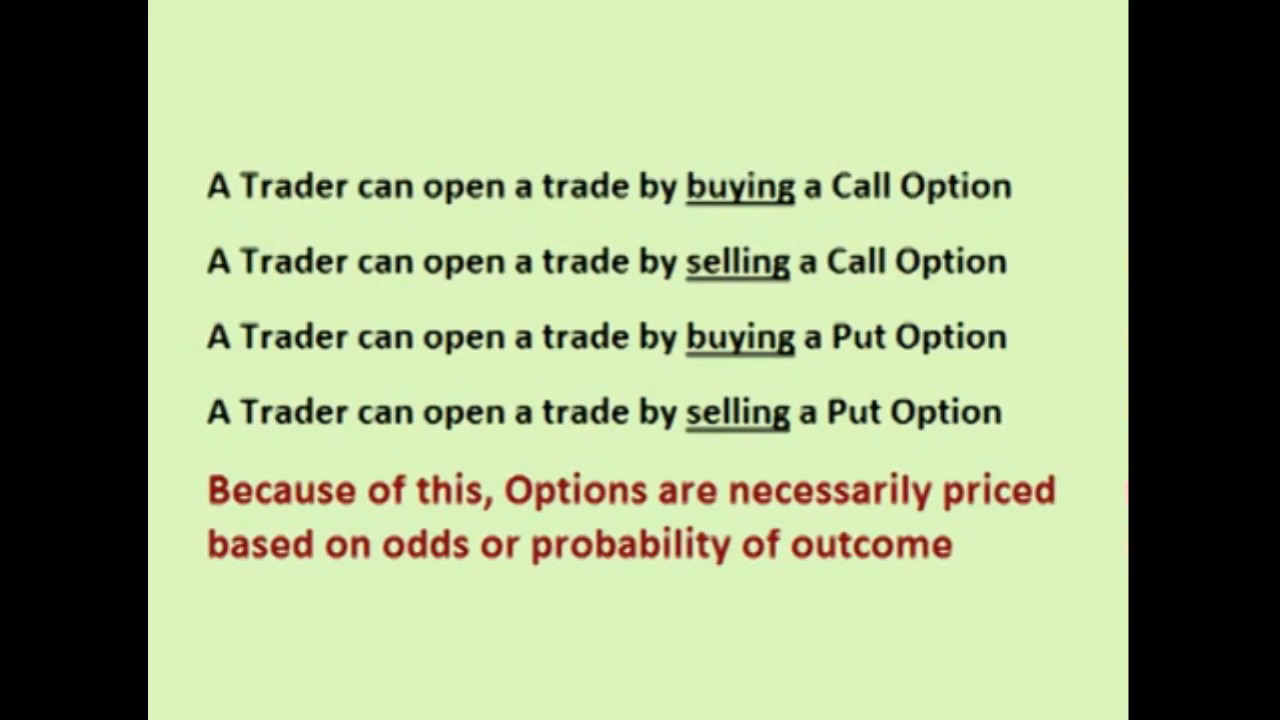 A Trader can open a trade by buying a Call Option
A Trader can open a trade by selling a Call Option
A Trader can open a trade by buying a Put Option
A Trader can open a trade by selling a Put Option
Because of this, Options are necessarily priced
based on odds or probability of outcome